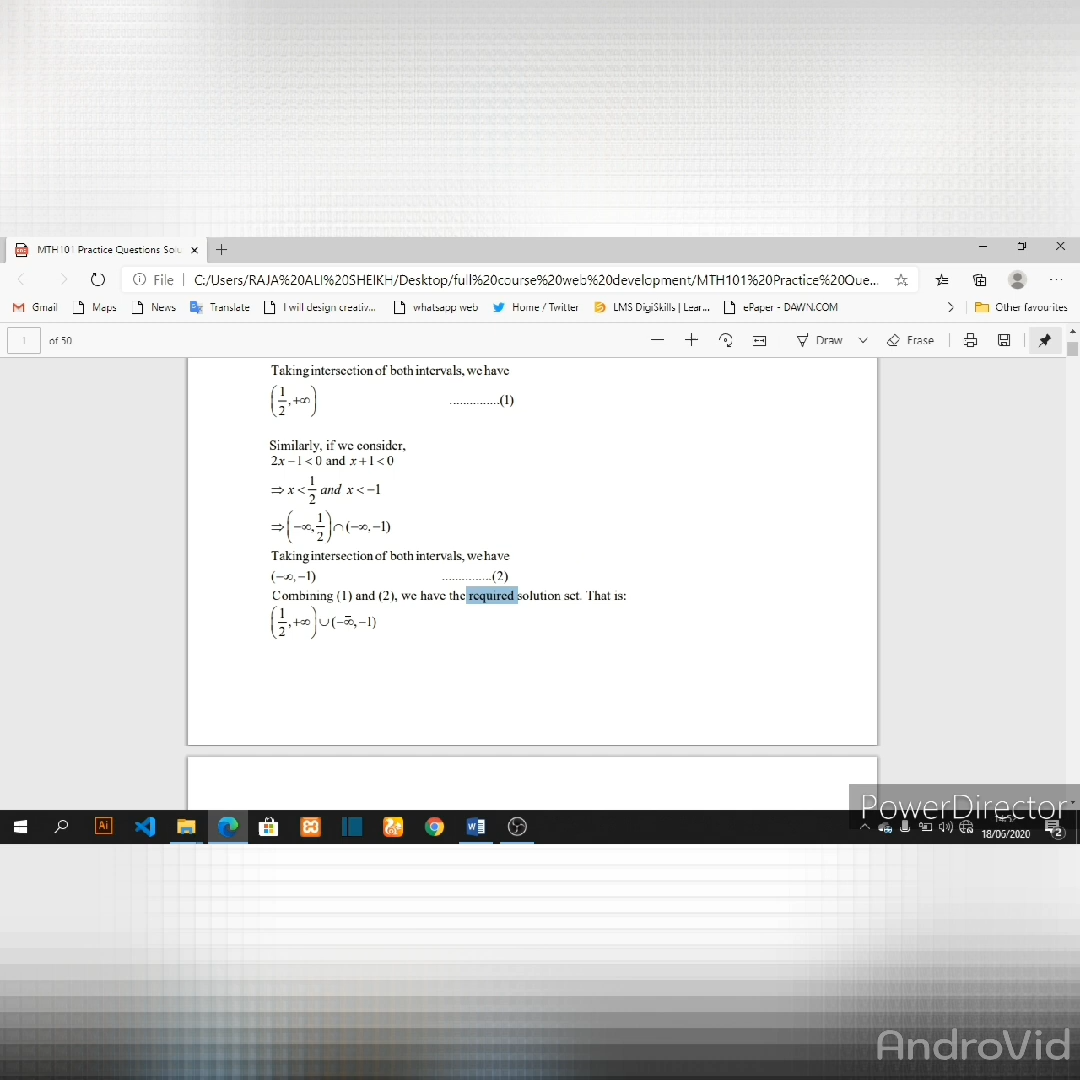 MTH101 Practice Questions Solu
File
C:/Users/RAJA%20ALI%20SHEIKH/Desktop/full%20course%20web%20development/MTH101%20Practice%20Que...
Gmail Maps News Translate I will design creativ... whatsapp web Home / Twitter LMS DigiSkills | Lear... ePaper - DAWN.COM Other favourites
1 of 50 Draw Erase
Taking intersection of both intervals, we have
(1/2, +∞) ...............(1)
Similarly, if we consider,
2x − 1 < 0 and x + 1 < 0
⇒ x < 1/2 and x < −1
⇒ (−∞, 1/2) ∩ (−∞, −1)
Taking intersection of both intervals, we have
(−∞, −1) ...............(2)
Combining (1) and (2), we have the required solution set. That is:
(1/2, +∞) ∪ (−∞, −1)
PowerDirector
Ai
18/06/2020
2
AndroVid